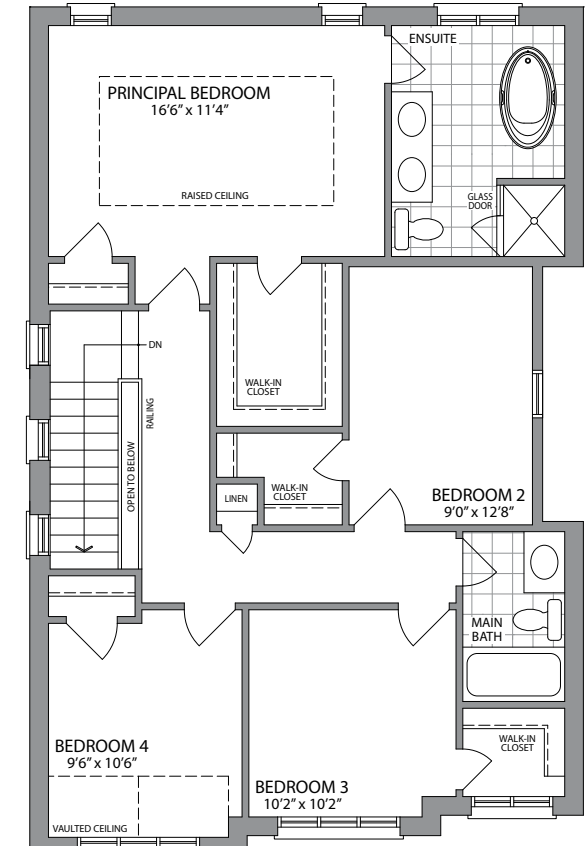 ENSUITE
PRINCIPAL BEDROOM
16'6" x 11'4"
RAISED CEILING
GLASS
DOOR
DN
RAILING
OPEN TO BELOW
WALK-IN
CLOSET
WALK-IN
CLOSET
LINEN
BEDROOM 2
9'0" x 12'8"
MAIN
BATH
WALK-IN
CLOSET
BEDROOM 4
9'6" x 10'6"
VAULTED CEILING
BEDROOM 3
10'2" x 10'2"